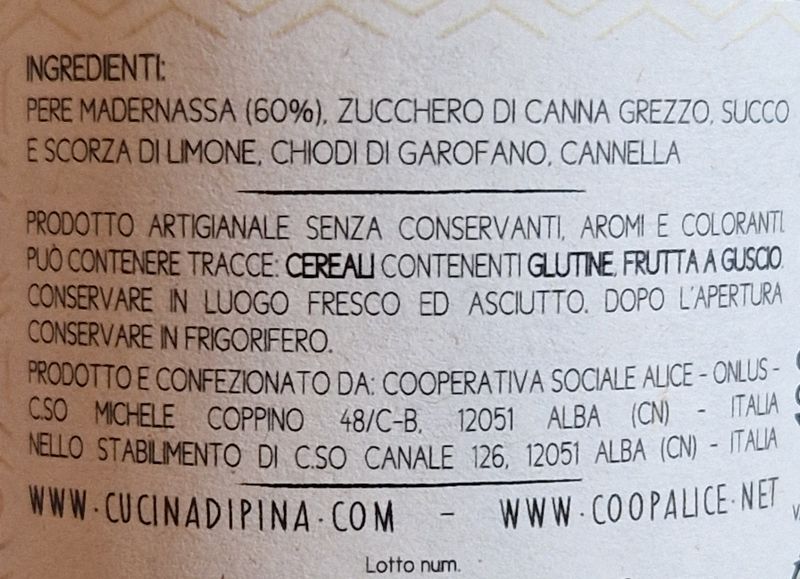 INGREDIENTI:
PERE MADERNASSA (60%), ZUCCHERO DI CANNA GREZZO, SUCCO
E SCORZA DI LIMONE, CHIODI DI GAROFANO, CANNELLA
PRODOTTO ARTIGIANALE SENZA CONSERVANTI, AROMI E COLORANTI.
PUÒ CONTENERE TRACCE: CEREALI CONTENENTI GLUTINE, FRUTTA A GUSCIO.
CONSERVARE IN LUOGO FRESCO ED ASCIUTTO. DOPO L'APERTURA
CONSERVARE IN FRIGORIFERO.
PRODOTTO E CONFEZIONATO DA: COOPERATIVA SOCIALE ALICE - ONLUS -
C.SO MICHELE COPPINO 48/C-B, 12051 ALBA (CN) - ITALIA
NELLO STABILIMENTO DI C.SO CANALE 126, 12051 ALBA (CN) - ITALIA
WWW.CUCINADIPINA.COM - WWW.COOPALICE.NET
Lotto num.